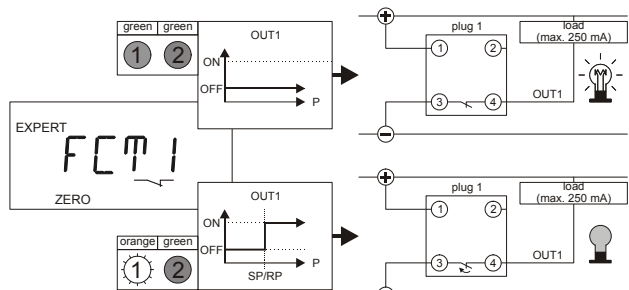 green green
1 2
OUT1
ON
OFF
P
plug 1
1 2
3 4
load
(max. 250 mA)
OUT1
EXPERT
FCTT1
ZERO
orange green
1 2
OUT1
ON
OFF
P
SP/RP
plug 1
1 2
3 4
load
(max. 250 mA)
OUT1